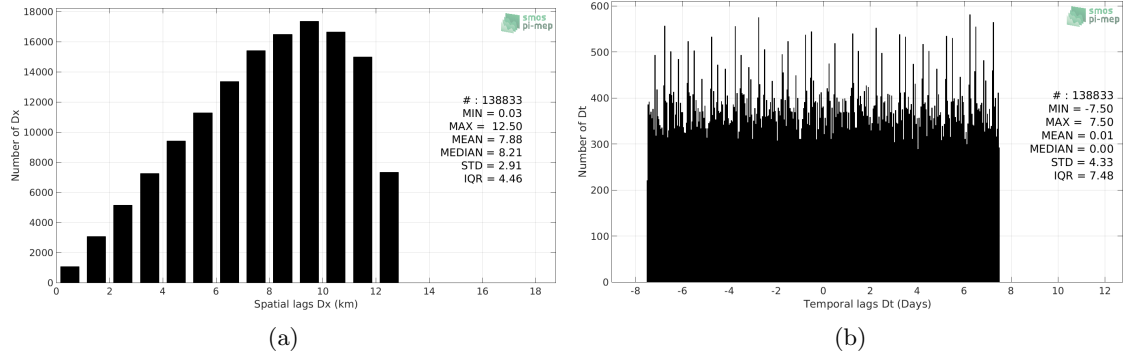 18000
16000
14000
12000
10000
8000
6000
4000
2000
0
Number of Dx
smos
pi-mep
# : 138833
MIN = 0.03
MAX = 12.50
MEAN = 7.88
MEDIAN = 8.21
STD = 2.91
IQR = 4.46
0 2 4 6 8 10 12 14 16 18
Spatial lags Dx (km)
(a)
600
500
400
300
200
100
0
Number of Dt
smos
pi-mep
# : 138833
MIN = -7.50
MAX = 7.50
MEAN = 0.01
MEDIAN = 0.00
STD = 4.33
IQR = 7.48
-8 -6 -4 -2 0 2 4 6 8 10 12
Temporal lags Dt (Days)
(b)